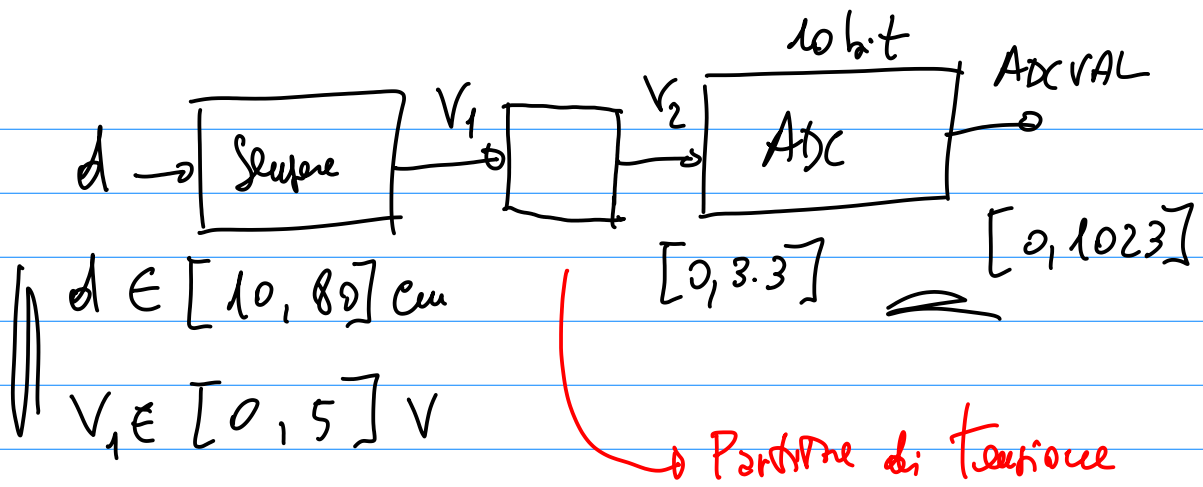 10 bit
d V₁ V₂ ADC ADCVAL
d ∈ [10, 80] cm [0, 3.3] [0, 1023]
V₁ ∈ [0, 5] V
Partitore di Tensione